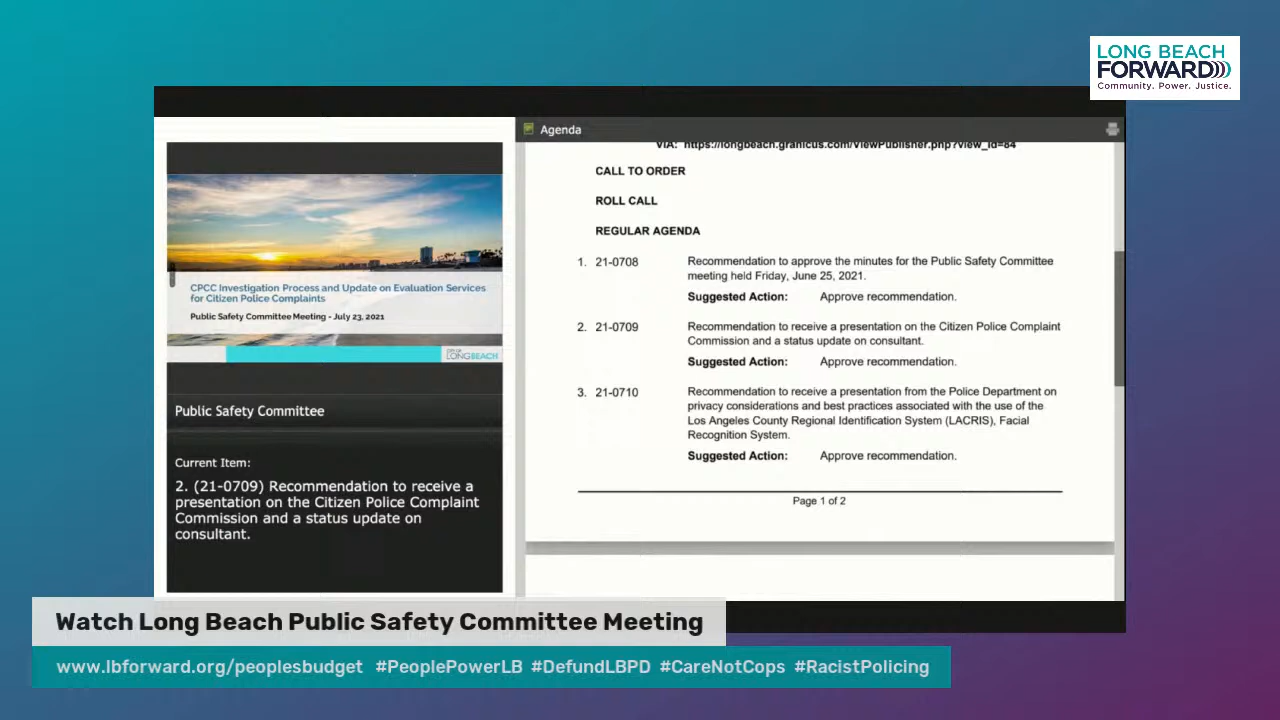 LONG BEACH
FORWARD
Community. Power. Justice.
Agenda
VIA: https://longbeach.granicus.com/ViewPublisher.php?view_id=84
CALL TO ORDER
ROLL CALL
REGULAR AGENDA
1. 21-0708 Recommendation to approve the minutes for the Public Safety Committee
meeting held Friday, June 25, 2021.
Suggested Action: Approve recommendation.
2. 21-0709 Recommendation to receive a presentation on the Citizen Police Complaint
Commission and a status update on consultant.
Suggested Action: Approve recommendation.
3. 21-0710 Recommendation to receive a presentation from the Police Department on
privacy considerations and best practices associated with the use of the
Los Angeles County Regional Identification System (LACRIS), Facial
Recognition System.
Suggested Action: Approve recommendation.
Page 1 of 2
CPCC Investigation Process and Update on Evaluation Services
for Citizen Police Complaints
Public Safety Committee Meeting - July 23, 2021
CITY OF
LONGBEACH
Public Safety Committee
Current Item:
2. (21-0709) Recommendation to receive a
presentation on the Citizen Police Complaint
Commission and a status update on
consultant.
Watch Long Beach Public Safety Committee Meeting
www.lbforward.org/peoplesbudget #PeoplePowerLB #DefundLBPD #CareNotCops #RacistPolicing